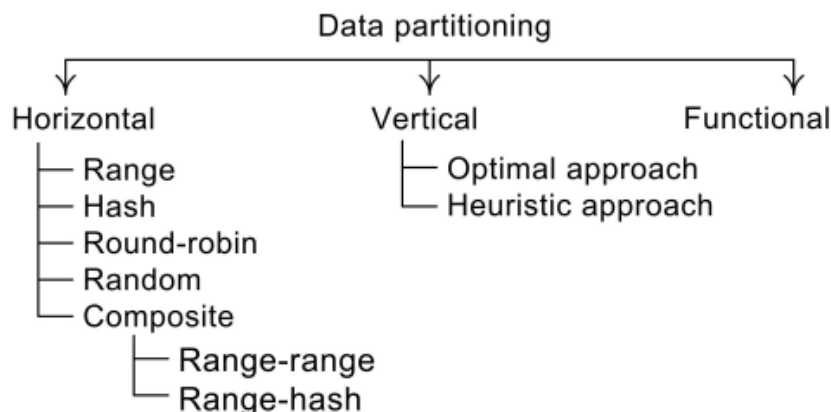 Data partitioning
Horizontal
Vertical
Functional
Range
Hash
Round-robin
Random
Composite
Range-range
Range-hash
Optimal approach
Heuristic approach